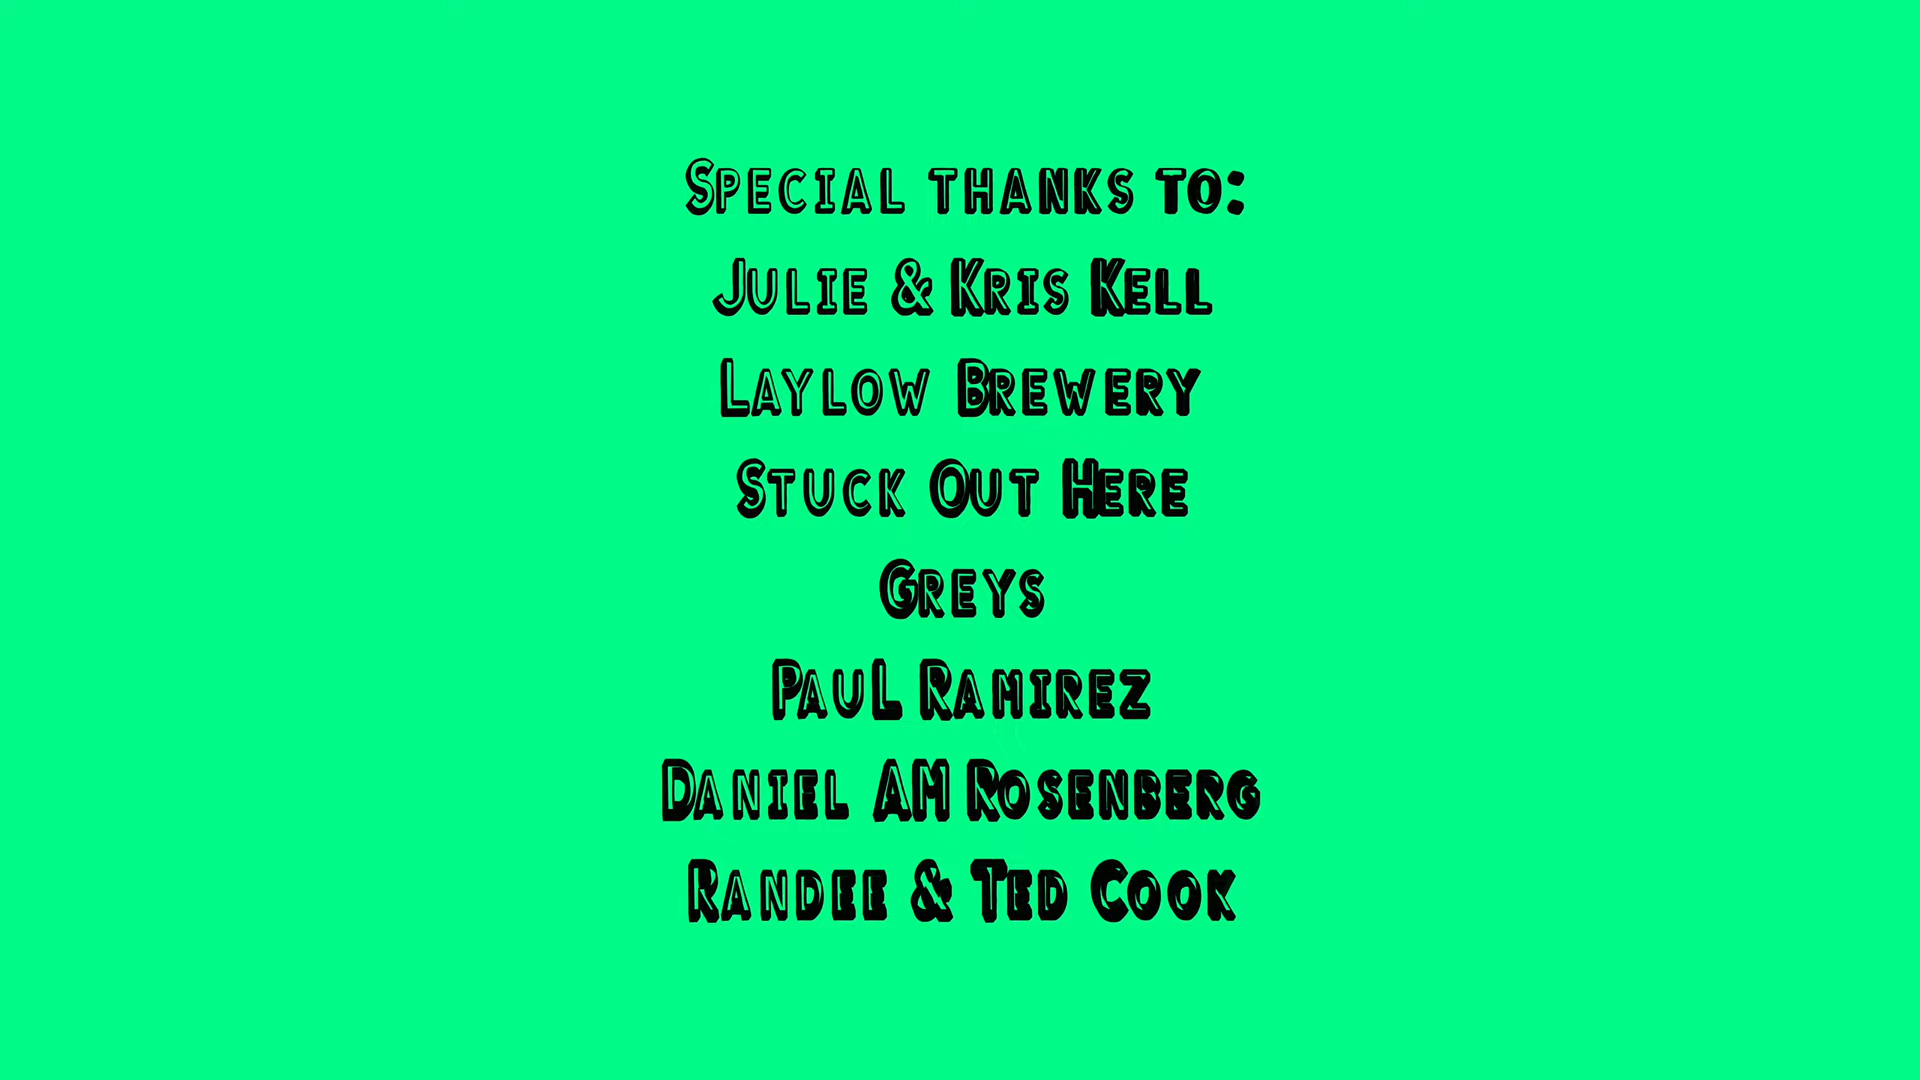 Special thanks to:
Julie & Kris Kell
Laylow Brewery
Stuck Out Here
Greys
Paul Ramirez
Daniel AM Rosenberg
Randee & Ted Cook